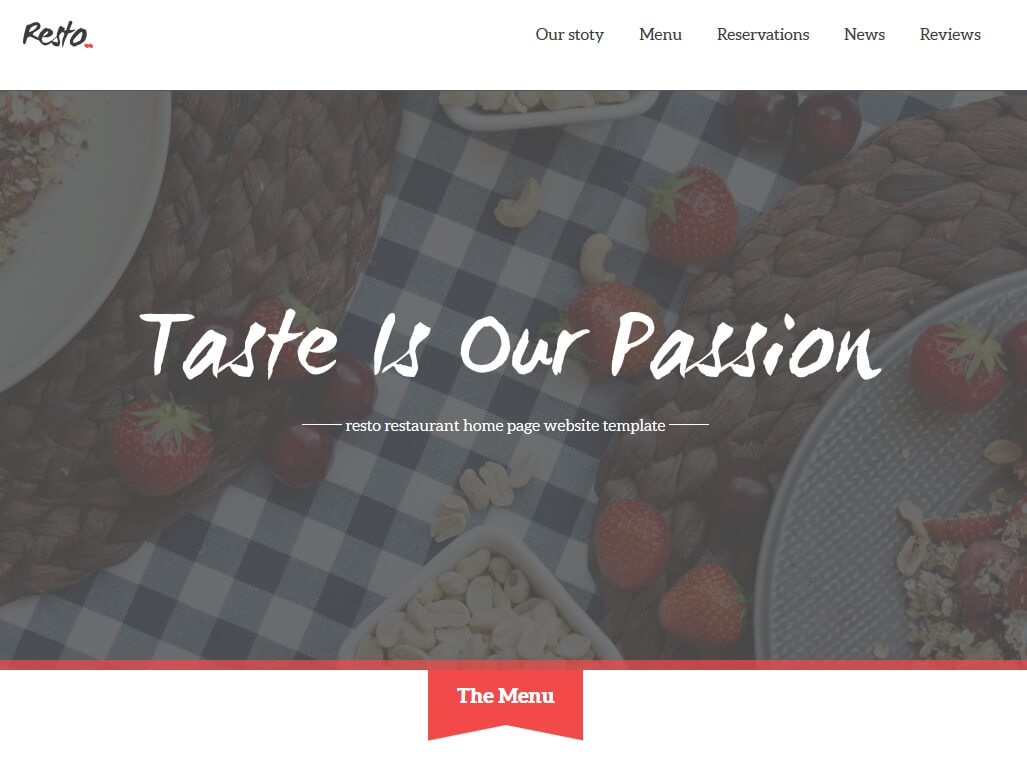 Resto
Our stoty Menu Reservations News Reviews
Taste Is Our Passion
resto restaurant home page website template
The Menu